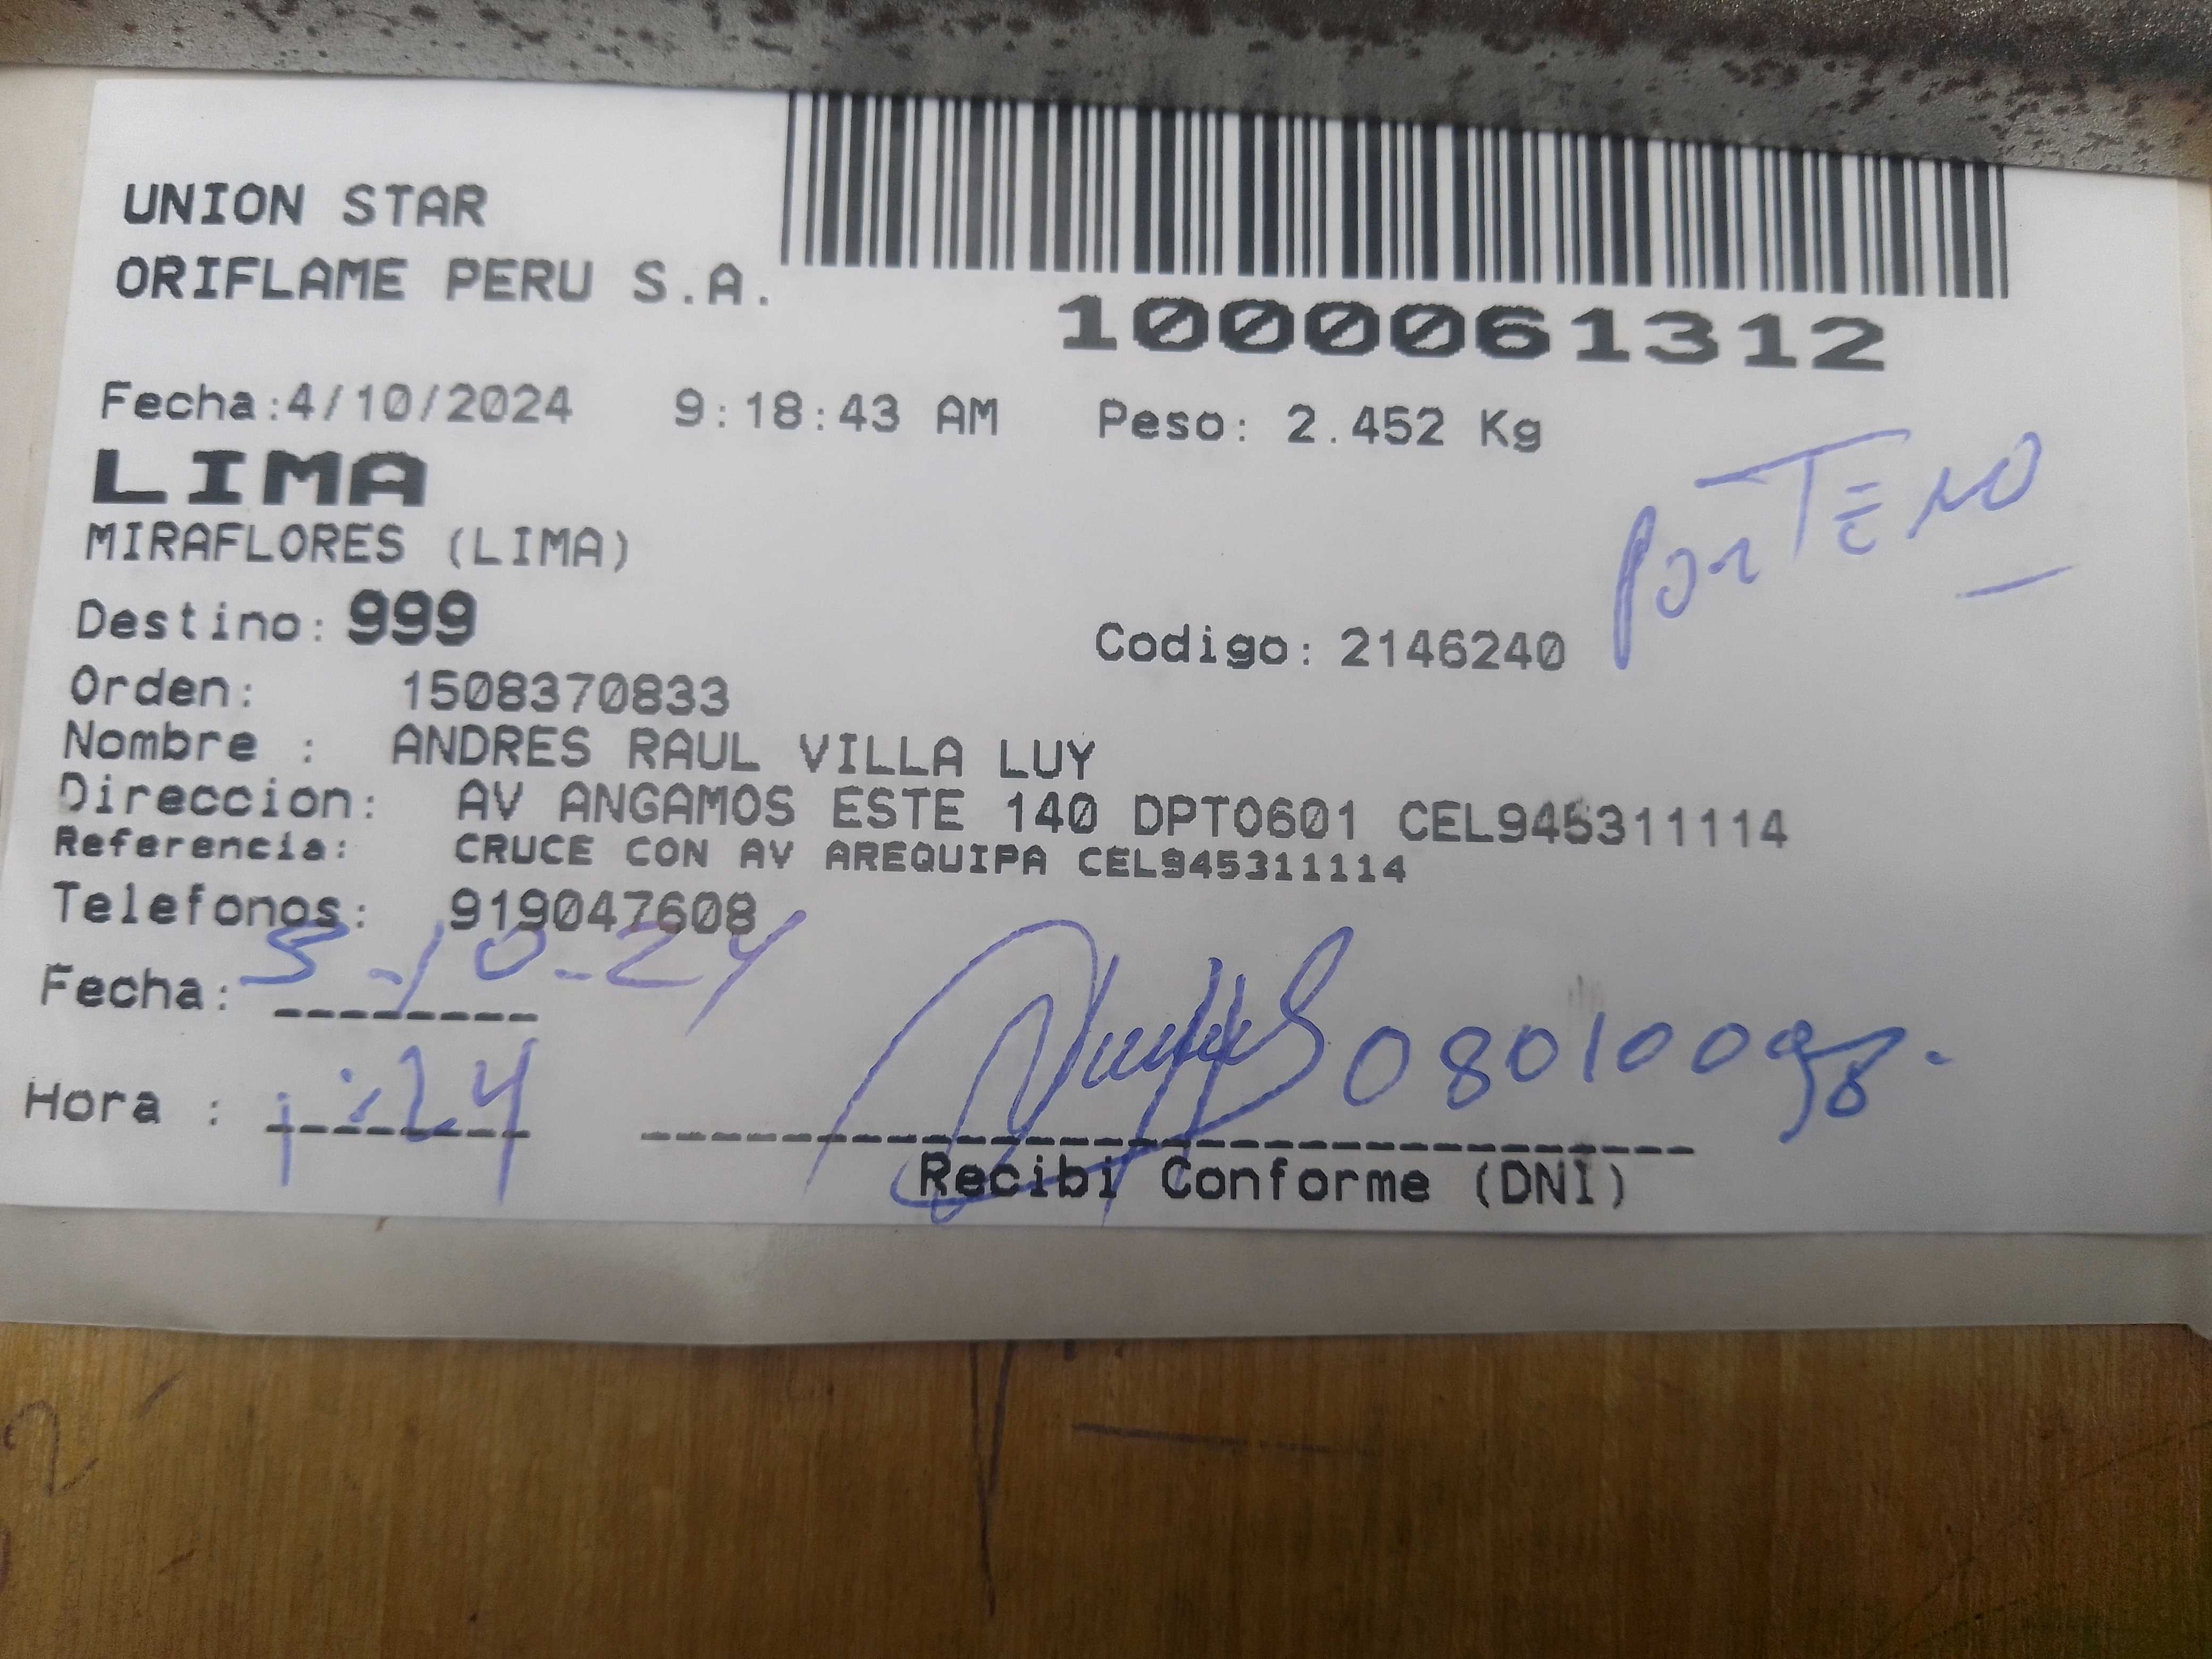 UNION STAR
ORIFLAME PERU S.A.
1000061312
Fecha:4/10/2024 9:18:43 AM Peso: 2.452 Kg
LIMA
PORTENO
MIRAFLORES (LIMA)
Destino: 999
Codigo: 2146240
Orden: 1508370833
Nombre : ANDRES RAUL VILLA LUY
Direccion: AV ANGAMOS ESTE 140 DPTO601 CEL945311114
Referencia: CRUCE CON AV AREQUIPA CEL945311114
Telefonos: 919047608
Fecha: 5-10-24
Hora : 1:24
08010098.
Recibi Conforme (DNI)